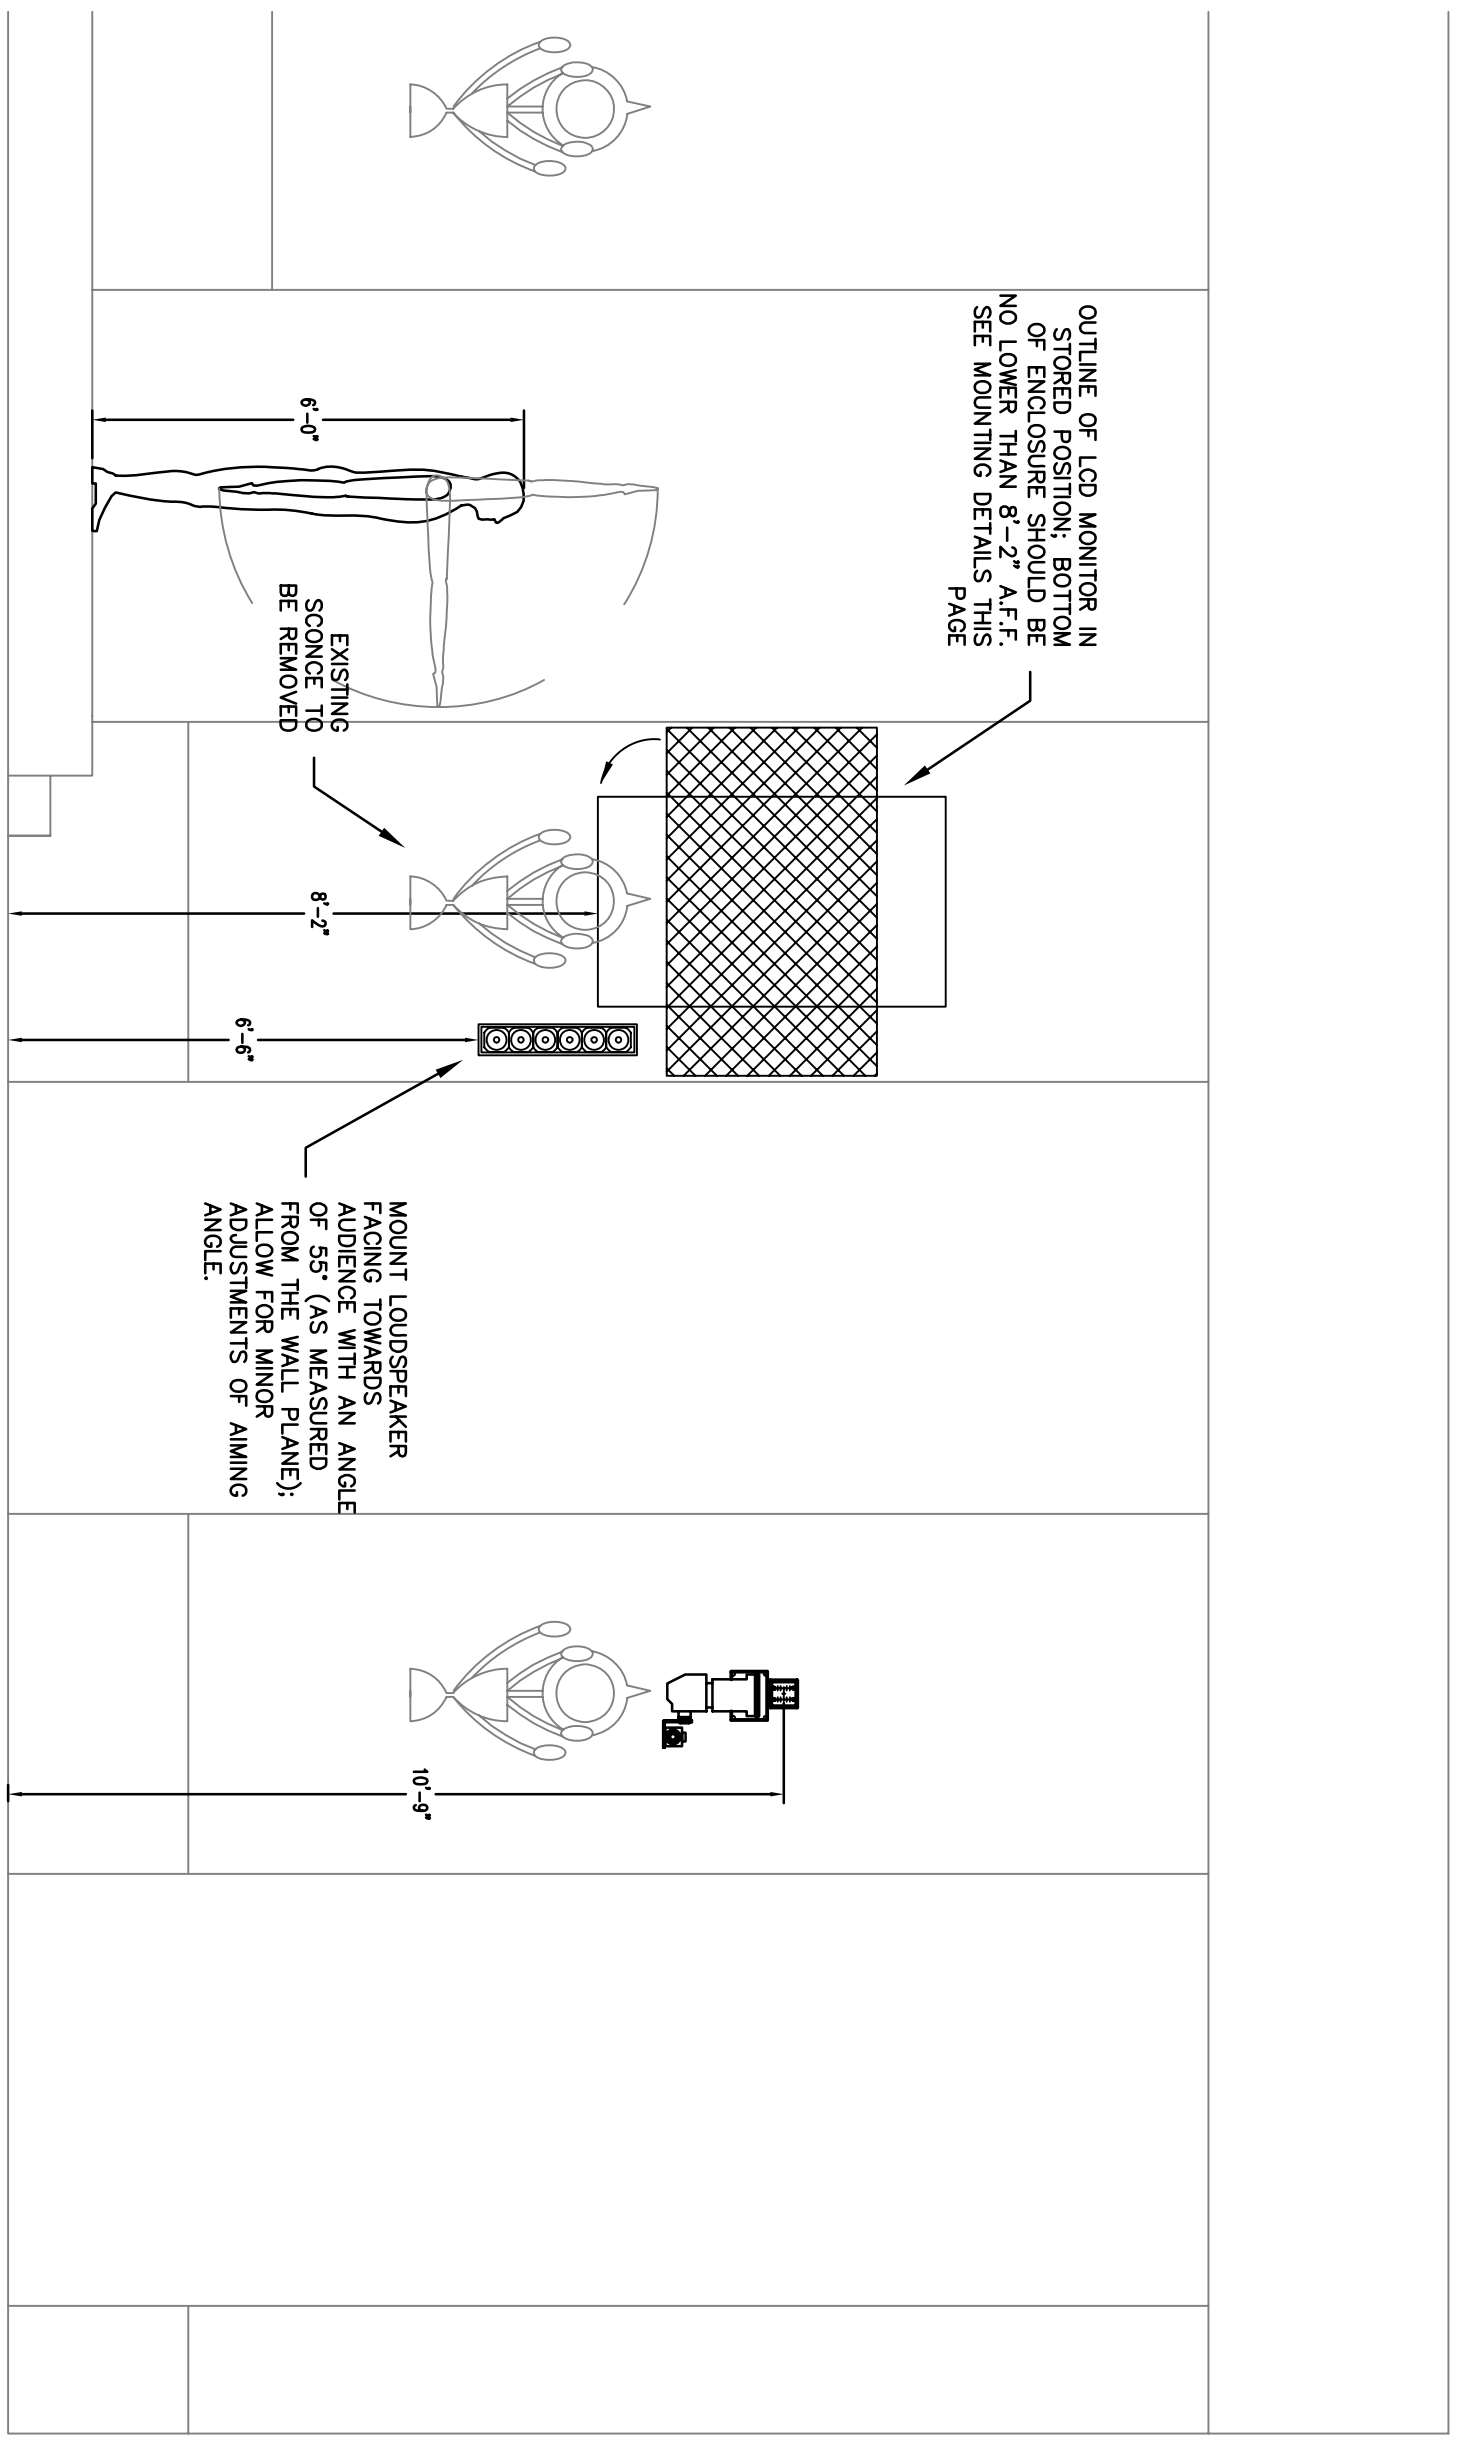 OUTLINE OF LCD MONITOR IN
STORED POSITION; BOTTOM
OF ENCLOSURE SHOULD BE
NO LOWER THAN 8'-2" A.F.F.
SEE MOUNTING DETAILS THIS
PAGE
6'-0"
EXISTING
SCONCE TO
BE REMOVED
8'-2"
6'-6"
MOUNT LOUDSPEAKER
FACING TOWARDS
AUDIENCE WITH AN ANGLE
OF 55° (AS MEASURED
FROM THE WALL PLANE);
ALLOW FOR MINOR
ADJUSTMENTS OF AIMING
ANGLE.
10'-9"